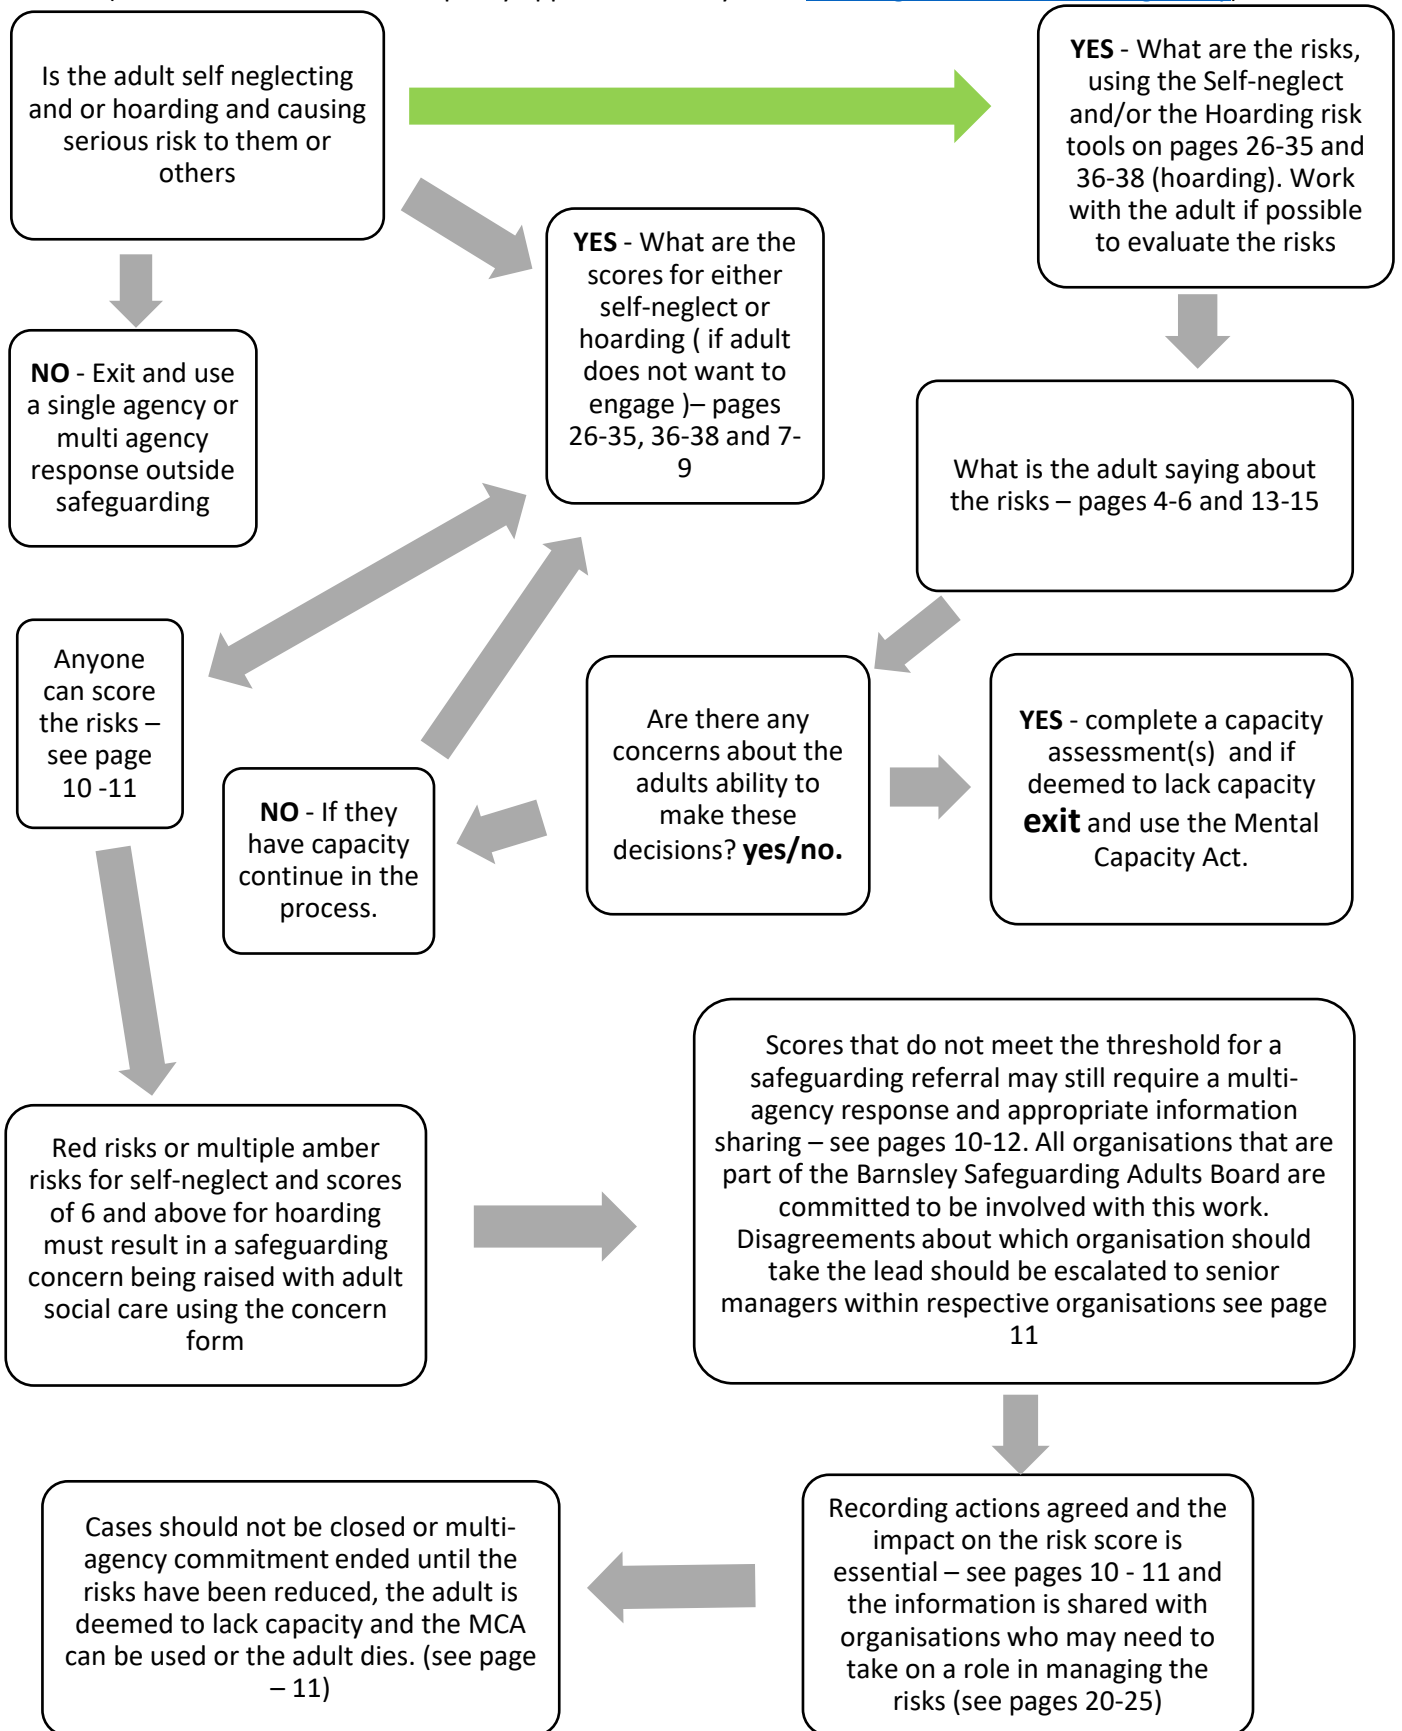 Is the adult self neglecting
and or hoarding and causing
serious risk to them or
others
YES - What are the risks,
using the Self-neglect
and/or the Hoarding risk
tools on pages 26-35 and
36-38 (hoarding). Work
with the adult if possible
to evaluate the risks
YES - What are the
scores for either
self-neglect or
hoarding ( if adult
does not want to
engage )– pages
26-35, 36-38 and 7-
9
NO - Exit and use
a single agency or
multi agency
response outside
safeguarding
What is the adult saying about
the risks – pages 4-6 and 13-15
Anyone
can score
the risks –
see page
10 -11
Are there any
concerns about the
adults ability to
make these
decisions? yes/no.
YES - complete a capacity
assessment(s)  and if
deemed to lack capacity
exit and use the Mental
Capacity Act.
NO - If they
have capacity
continue in the
process.
Red risks or multiple amber
risks for self-neglect and scores
of 6 and above for hoarding
must result in a safeguarding
concern being raised with adult
social care using the concern
form
Scores that do not meet the threshold for a
safeguarding referral may still require a multi-
agency response and appropriate information
sharing – see pages 10-12. All organisations that are
part of the Barnsley Safeguarding Adults Board are
committed to be involved with this work.
Disagreements about which organisation should
take the lead should be escalated to senior
managers within respective organisations see page
11
Recording actions agreed and the
impact on the risk score is
essential – see pages 10 - 11 and
the information is shared with
organisations who may need to
take on a role in managing the
risks (see pages 20-25)
Cases should not be closed or multi-
agency commitment ended until the
risks have been reduced, the adult is
deemed to lack capacity and the MCA
can be used or the adult dies. (see page
– 11)